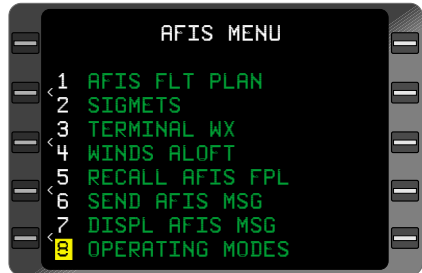 AFIS MENU
1 AFIS FLT PLAN
2 SIGMETS
3 TERMINAL WX
4 WINDS ALOFT
5 RECALL AFIS FPL
6 SEND AFIS MSG
7 DISPL AFIS MSG
8 OPERATING MODES